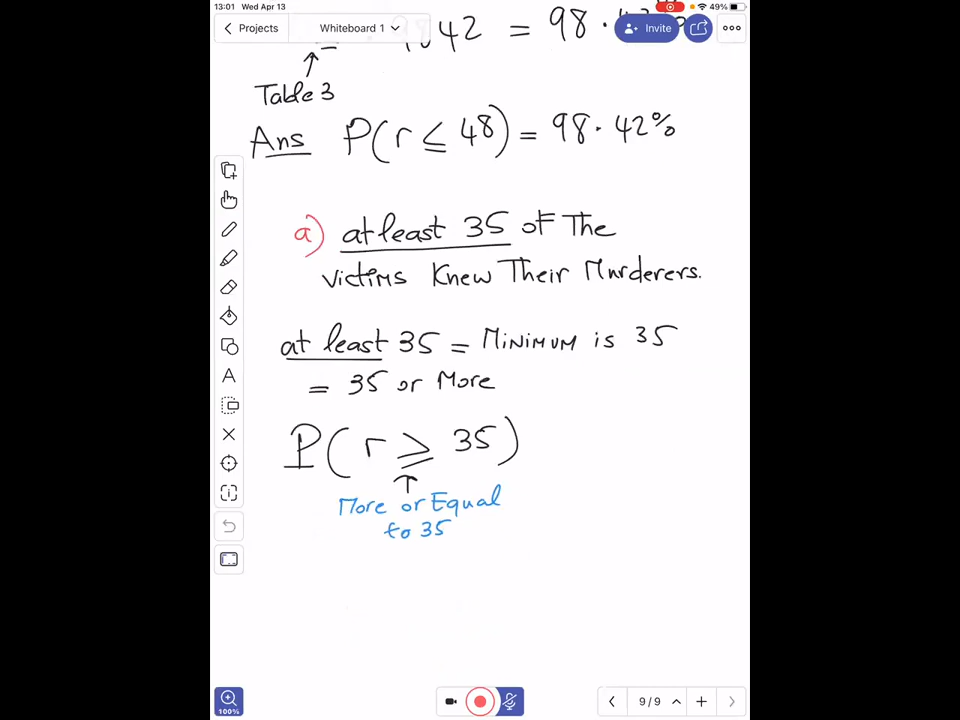 13:01 Wed Apr 13
49%
Projects
Whiteboard 1
Invite
42 = 98.
Table 3
Ans P(r ≤ 48) = 98.42%
a) at least 35 of The
victims Knew Their Murderers.
at least 35 = Minimum is 35
= 35 or More
P(r ≥ 35)
More or Equal
to 35
A
100%
9/9